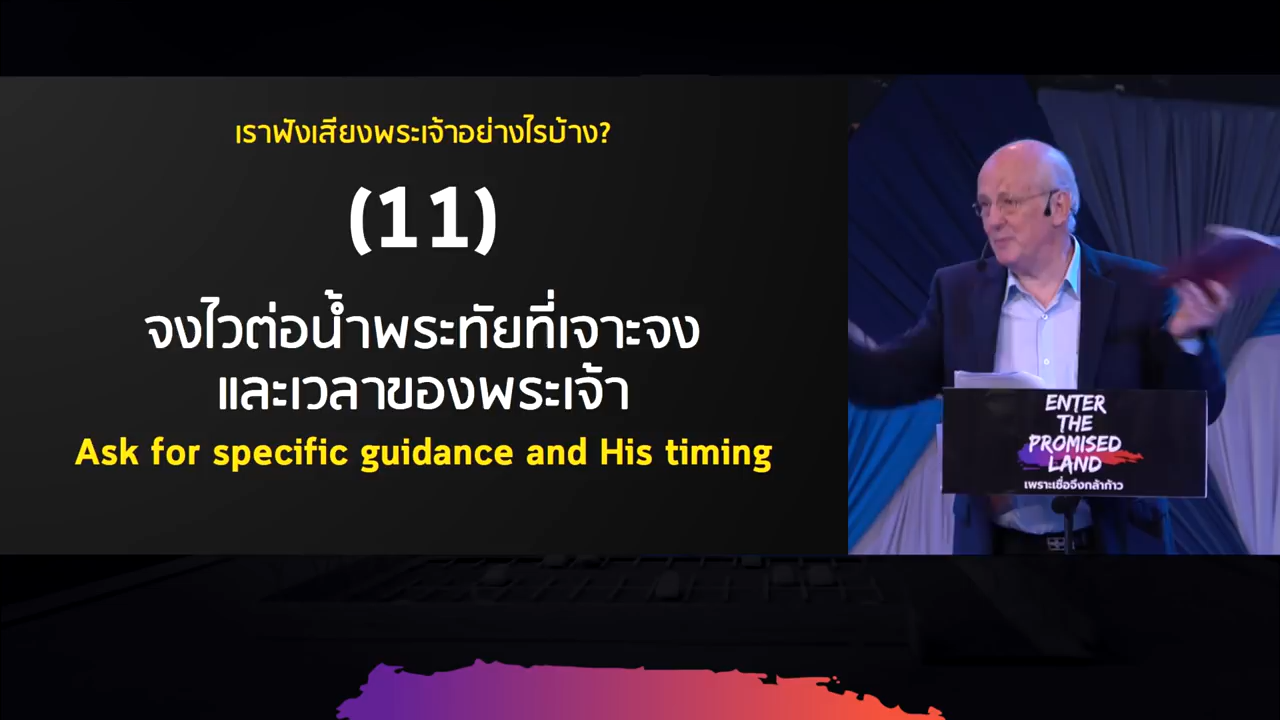 เราฟังเสียงพระเจ้าอย่างไรบ้าง?
(11)
จงไวต่อน้ำพระทัยที่เจาะจง
และเวลาของพระเจ้า
Ask for specific guidance and His timing
ENTER
THE
PROMISED
LAND
เพราะเชื่อจึงกล้าก้าว